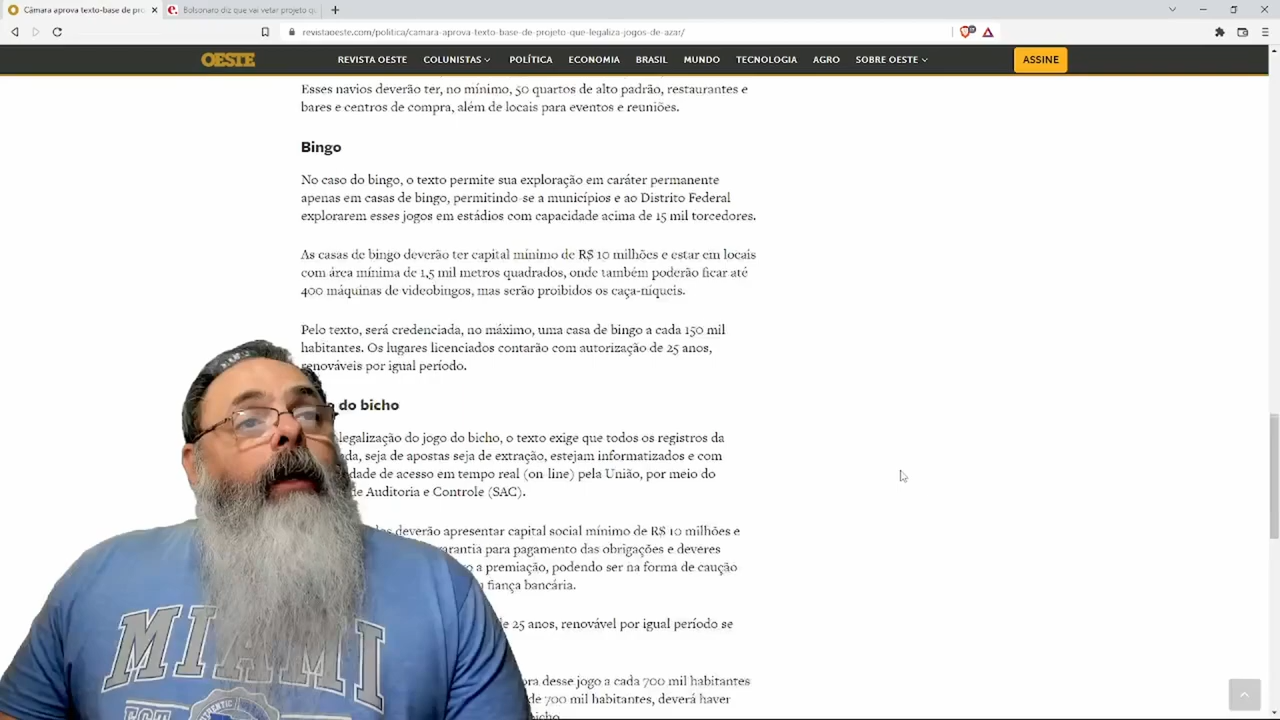 Câmara aprova texto-base de pro
Bolsonaro diz que vai vetar projeto q
revistaoeste.com/politica/camara-aprova-texto-base-de-projeto-que-legaliza-jogos-de-azar/
OESTE
REVISTA OESTE COLUNISTAS POLÍTICA ECONOMIA BRASIL MUNDO TECNOLOGIA AGRO SOBRE OESTE ASSINE
Esses navios deverão ter, no mínimo, 50 quartos de alto padrão, restaurantes e
bares e centros de compra, além de locais para eventos e reuniões.
Bingo
No caso do bingo, o texto permite sua exploração em caráter permanente
apenas em casas de bingo, permitindo-se a municípios e ao Distrito Federal
explorarem esses jogos em estádios com capacidade acima de 15 mil torcedores.
As casas de bingo deverão ter capital mínimo de R$ 10 milhões e estar em locais
com área mínima de 1,5 mil metros quadrados, onde também poderão ficar até
400 máquinas de videobingos, mas serão proibidos os caça-níqueis.
Pelo texto, será credenciada, no máximo, uma casa de bingo a cada 150 mil
habitantes. Os lugares licenciados contarão com autorização de 25 anos,
renováveis por igual período.
do bicho
legalização do jogo do bicho, o texto exige que todos os registros da
seja de apostas seja de extração, estejam informatizados e com
de acesso em tempo real (on-line) pela União, por meio do
de Auditoria e Controle (SAC).
deverão apresentar capital social mínimo de R$ 10 milhões e
para pagamento das obrigações e deveres
a premiação, podendo ser na forma de caução
fiança bancária.
25 anos, renovável por igual período se
desse jogo a cada 700 mil habitantes
de 700 mil habitantes, deverá haver
bicho
MIAMI